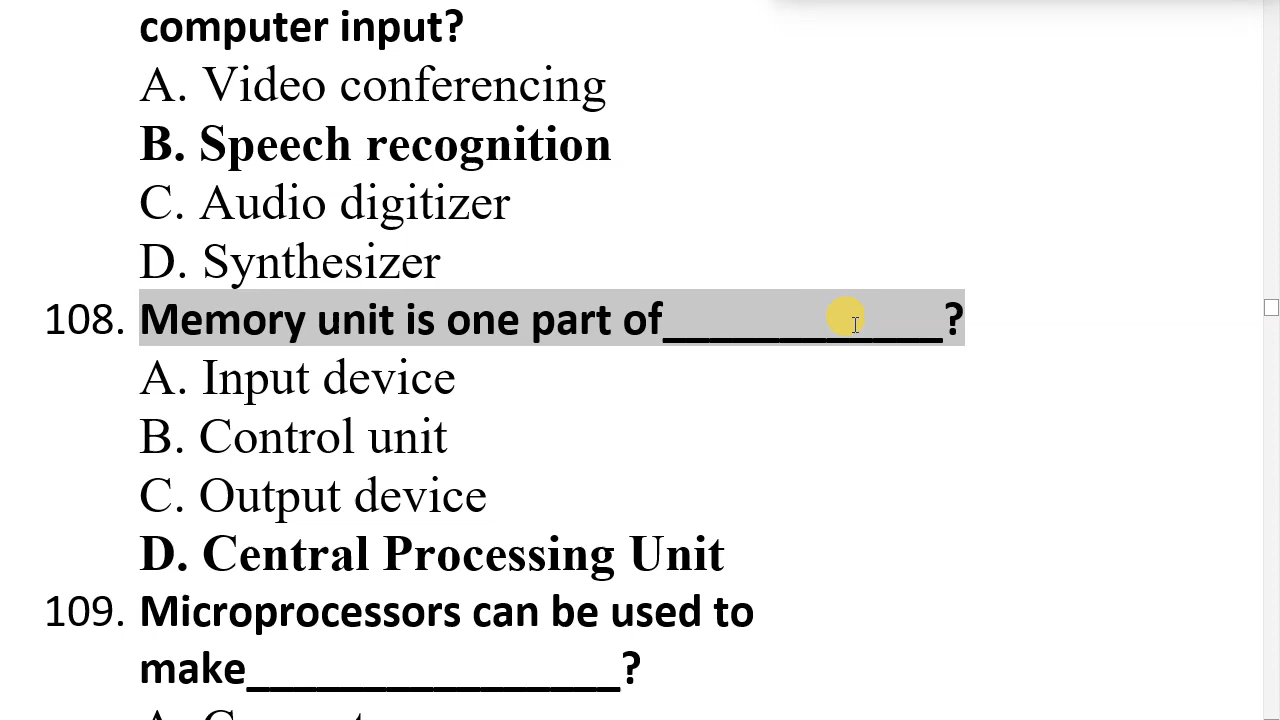 computer input?
A. Video conferencing
B. Speech recognition
C. Audio digitizer
D. Synthesizer
108. Memory unit is one part of____________?
A. Input device
B. Control unit
C. Output device
D. Central Processing Unit
109. Microprocessors can be used to
make________________?